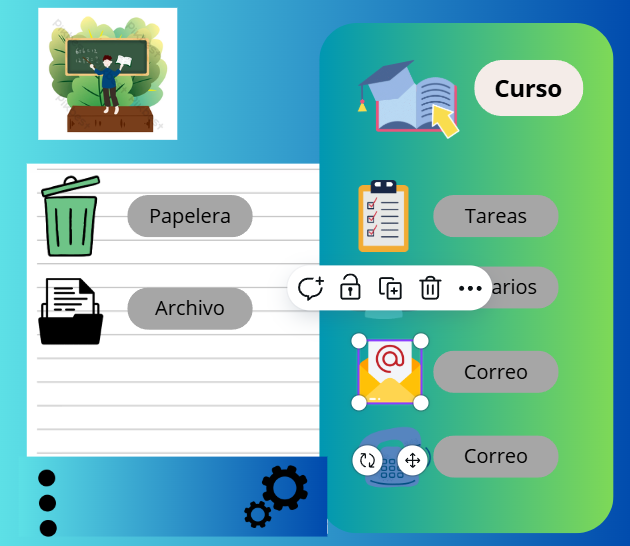 Curso
Papelera
Tareas
Archivo
arios
Correo
Correo